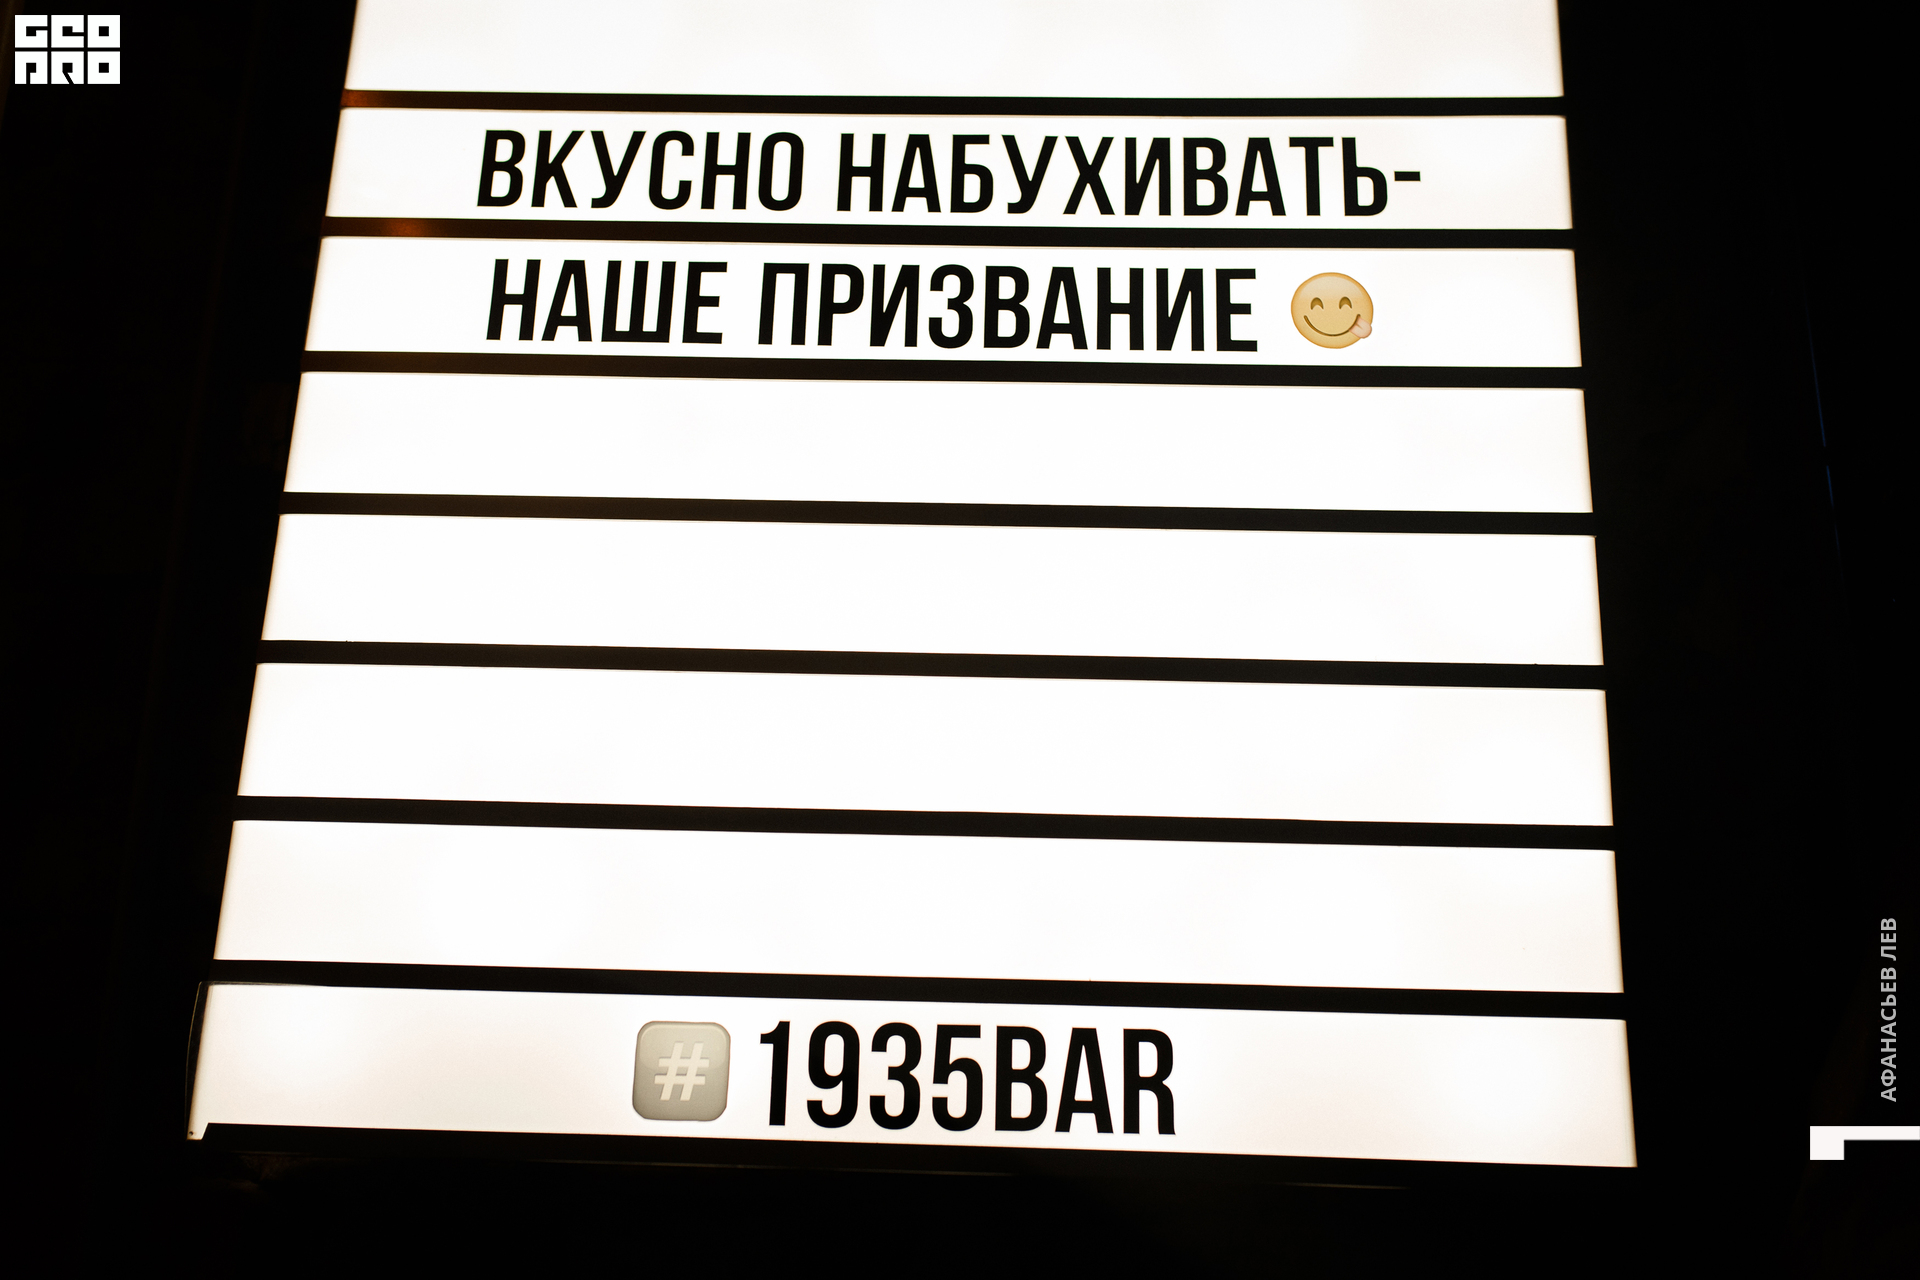 GEO
PRO
ВКУСНО НАБУХИВАТЬ-
НАШЕ ПРИЗВАНИЕ 😋
#️⃣ 1935BAR
АФАНАСЬЕВ ЛЕВ